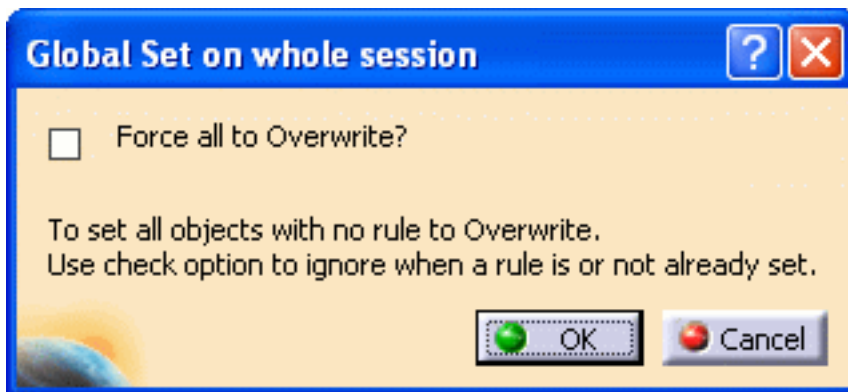 Global Set on whole session
?
Force all to Overwrite?
To set all objects with no rule to Overwrite.
Use check option to ignore when a rule is or not already set.
OK Cancel